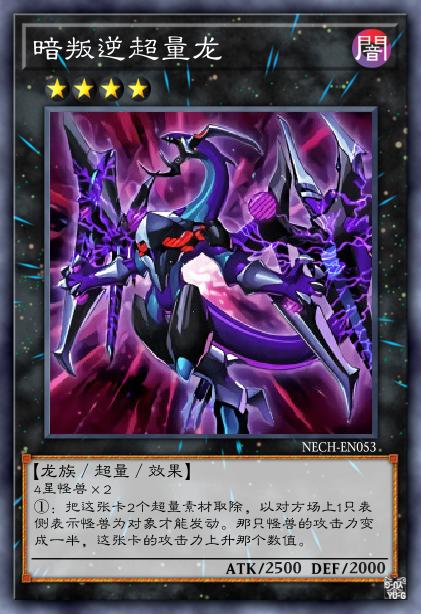 暗叛逆超量龙
闇
NECH-EN053
【龙族／超量／效果】
4星怪兽×2
①：把这张卡2个超量素材取除，以对方场上1只表
侧表示怪兽为对象才能发动。那只怪兽的攻击力变
成一半，这张卡的攻击力上升那个数值。
ATK/2500 DEF/2000